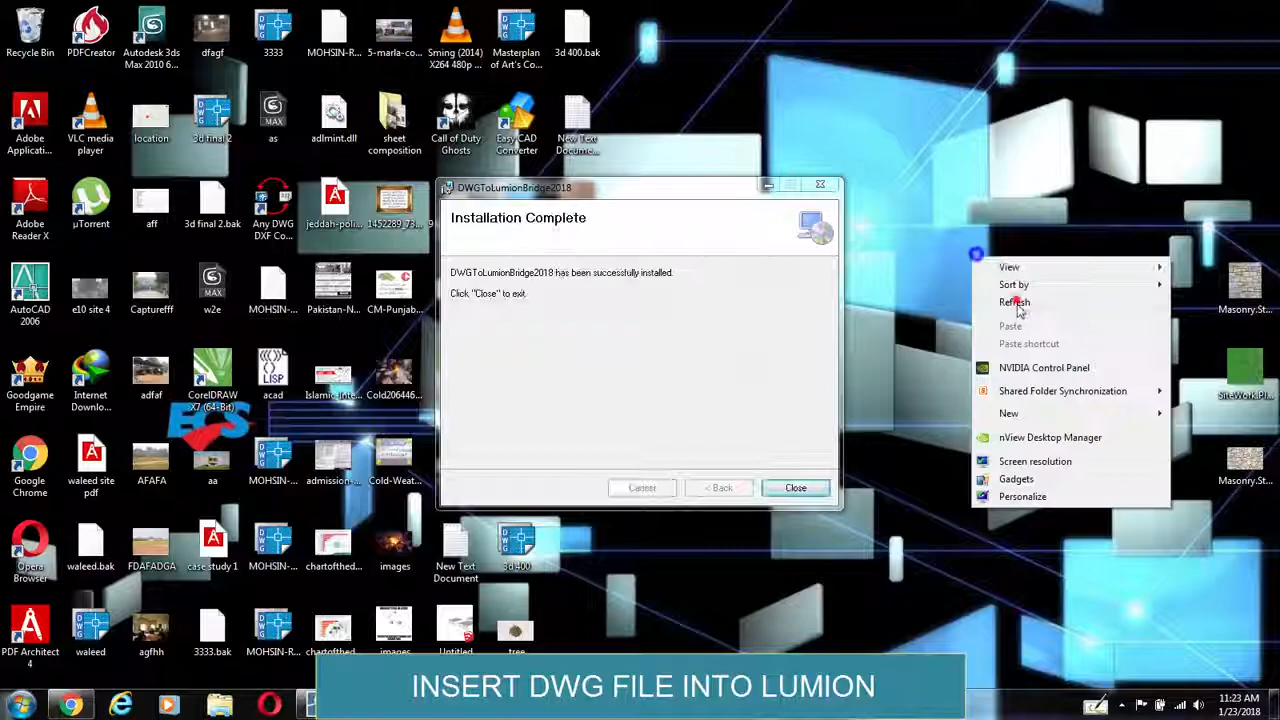 Recycle Bin
PDFCreator
Autodesk 3ds
Max 2010 6...
dfagf
3333
MOHSIN-R...
5-marla-co...
Sming (2014)
X264 480p ...
Masterplan
of Art's Co...
3d 400.bak
Adobe
Applicati...
VLC media
player
location
3d final 2
as
adlmint.dll
sheet
composition
Call of Duty
Ghosts
Easy CAD
Converter
New Text
Docume...
Adobe
Reader X
µTorrent
aff
3d final 2.bak
Any DWG
DXF Co...
jeddah-poli...
1452289_73...
AutoCAD
2006
e10 site 4
Capturefff
w2e
MOHSIN-...
Pakistan-N...
CM-Punjab...
Goodgame
Empire
Internet
Downlo...
adfaf
CorelDRAW
X7 (64-Bit)
acad
Islamic-Inte...
Cold206446...
ECS
Google
Chrome
waleed site
pdf
AFAFA
aa
MOHSIN-...
admission-...
Cold-Weat...
Opera
Browser
waleed.bak
FDAFADGA
case study 1
MOHSIN-...
chartofthed...
images
New Text
Document
3d 400
PDF Architect
4
waleed
agfhh
3333.bak
MOHSIN-R...
chartofthed...
images
Untitled
tree
DWGToLumionBridge2018
Installation Complete
DWGToLumionBridge2018 has been successfully installed.
Click "Close" to exit.
Cancel
< Back
Close
View
Sort by
Refresh
Paste
Paste shortcut
NVIDIA Control Panel
Shared Folder Synchronization
New
nView Desktop Manager
Screen resolution
Gadgets
Personalize
Masonry.St...
INSERT DWG FILE INTO LUMION
11:23 AM
1/23/2018